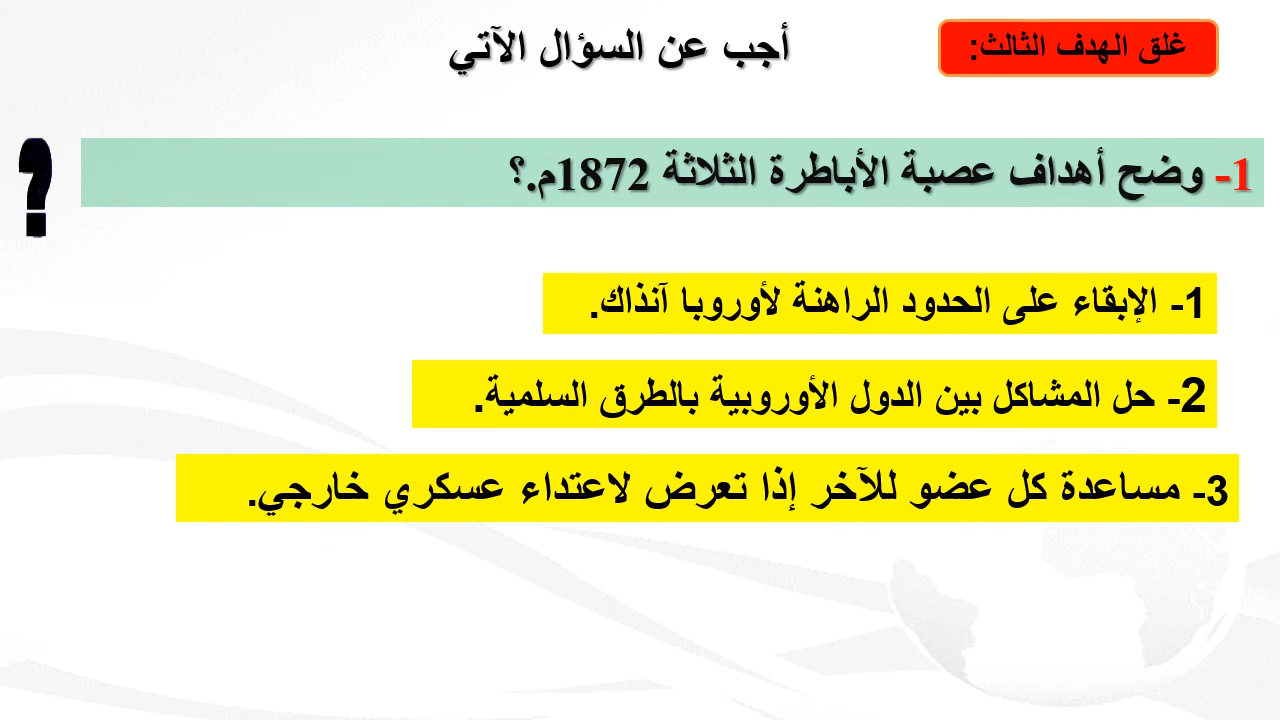 غلق الهدف الثالث:
أجب عن السؤال الآتي
?
1- وضح أهداف عصبة الأباطرة الثلاثة 1872م.؟
1- الإبقاء على الحدود الراهنة لأوروبا آنذاك.
2- حل المشاكل بين الدول الأوروبية بالطرق السلمية.
3- مساعدة كل عضو للآخر إذا تعرض لاعتداء عسكري خارجي.